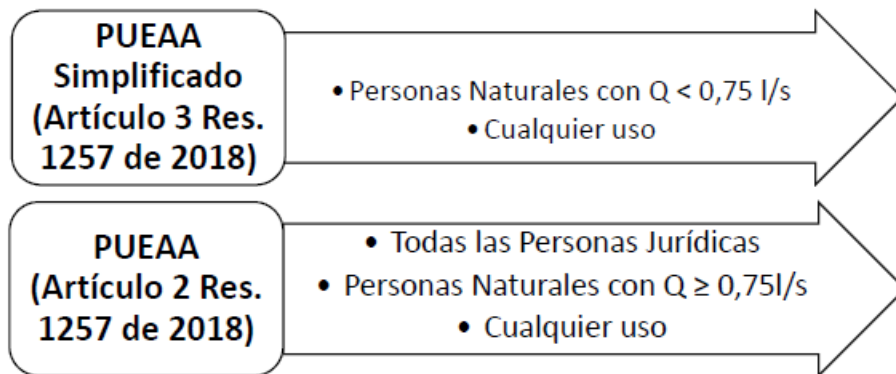 PUEAA
Simplificado
(Artículo 3 Res.
1257 de 2018)
• Personas Naturales con Q < 0,75 l/s
• Cualquier uso
PUEAA
(Artículo 2 Res.
1257 de 2018)
• Todas las Personas Jurídicas
• Personas Naturales con Q ≥ 0,75l/s
• Cualquier uso